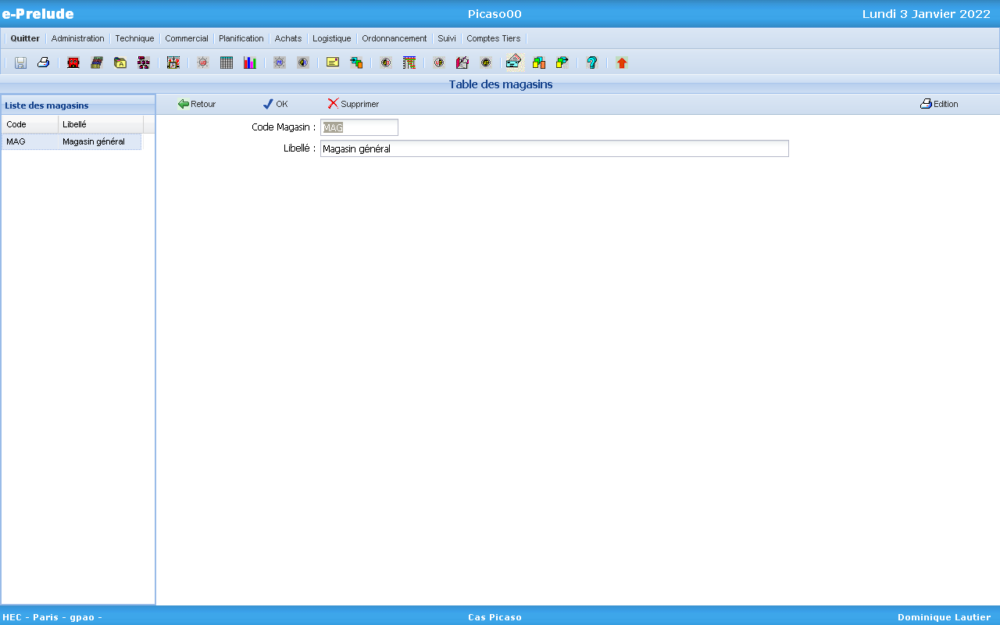 e-Prelude Picaso00 Lundi 3 Janvier 2022
Quitter Administration Technique Commercial Planification Achats Logistique Ordonnancement Suivi Comptes Tiers
Table des magasins
Liste des magasins Retour OK Supprimer Edition
Code Libellé Code Magasin : MAG
MAG Magasin général Libellé : Magasin général
HEC - Paris - gpao - Cas Picaso Dominique Lautier